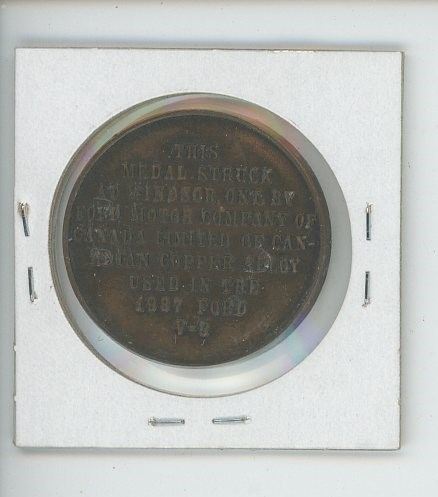 THIS
MEDAL STRUCK
AT WINDSOR ONT. BY
FORD MOTOR COMPANY OF
CANADA LIMITED OF CAN-
ADIAN COPPER ALLOY
USED IN THE
1937 FORD
V-8